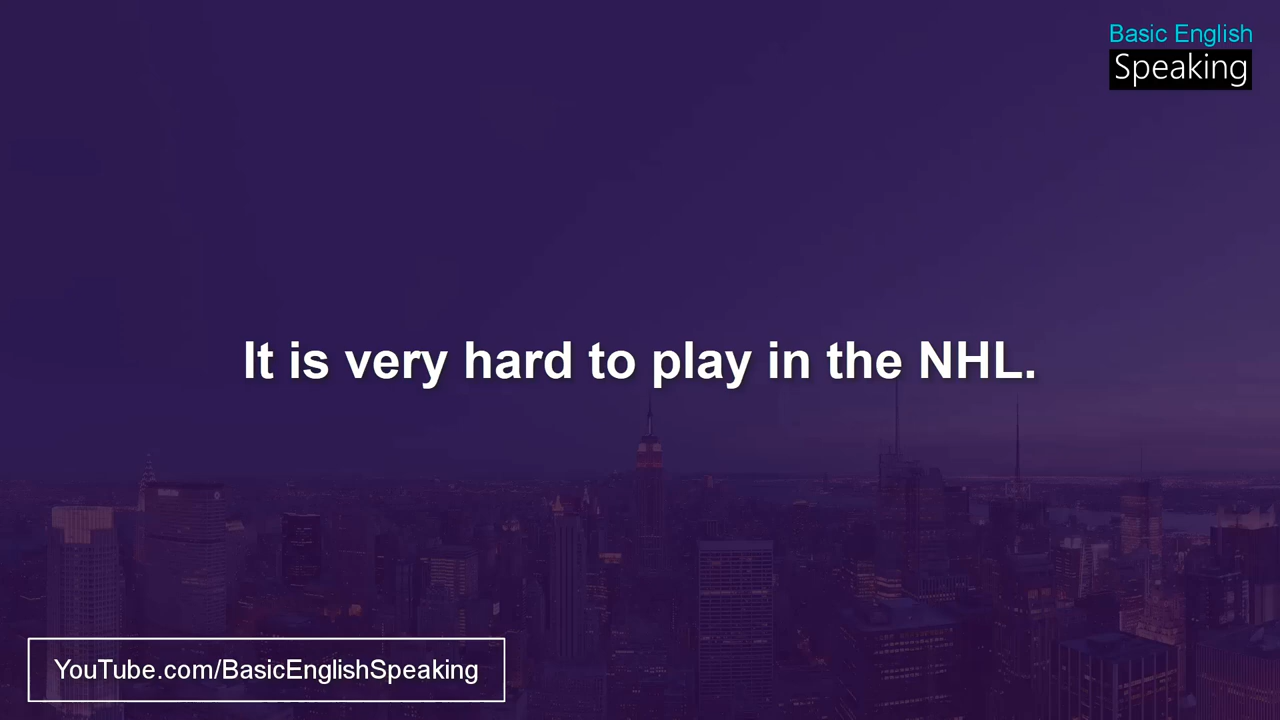 Basic English
Speaking
It is very hard to play in the NHL.
YouTube.com/BasicEnglishSpeaking